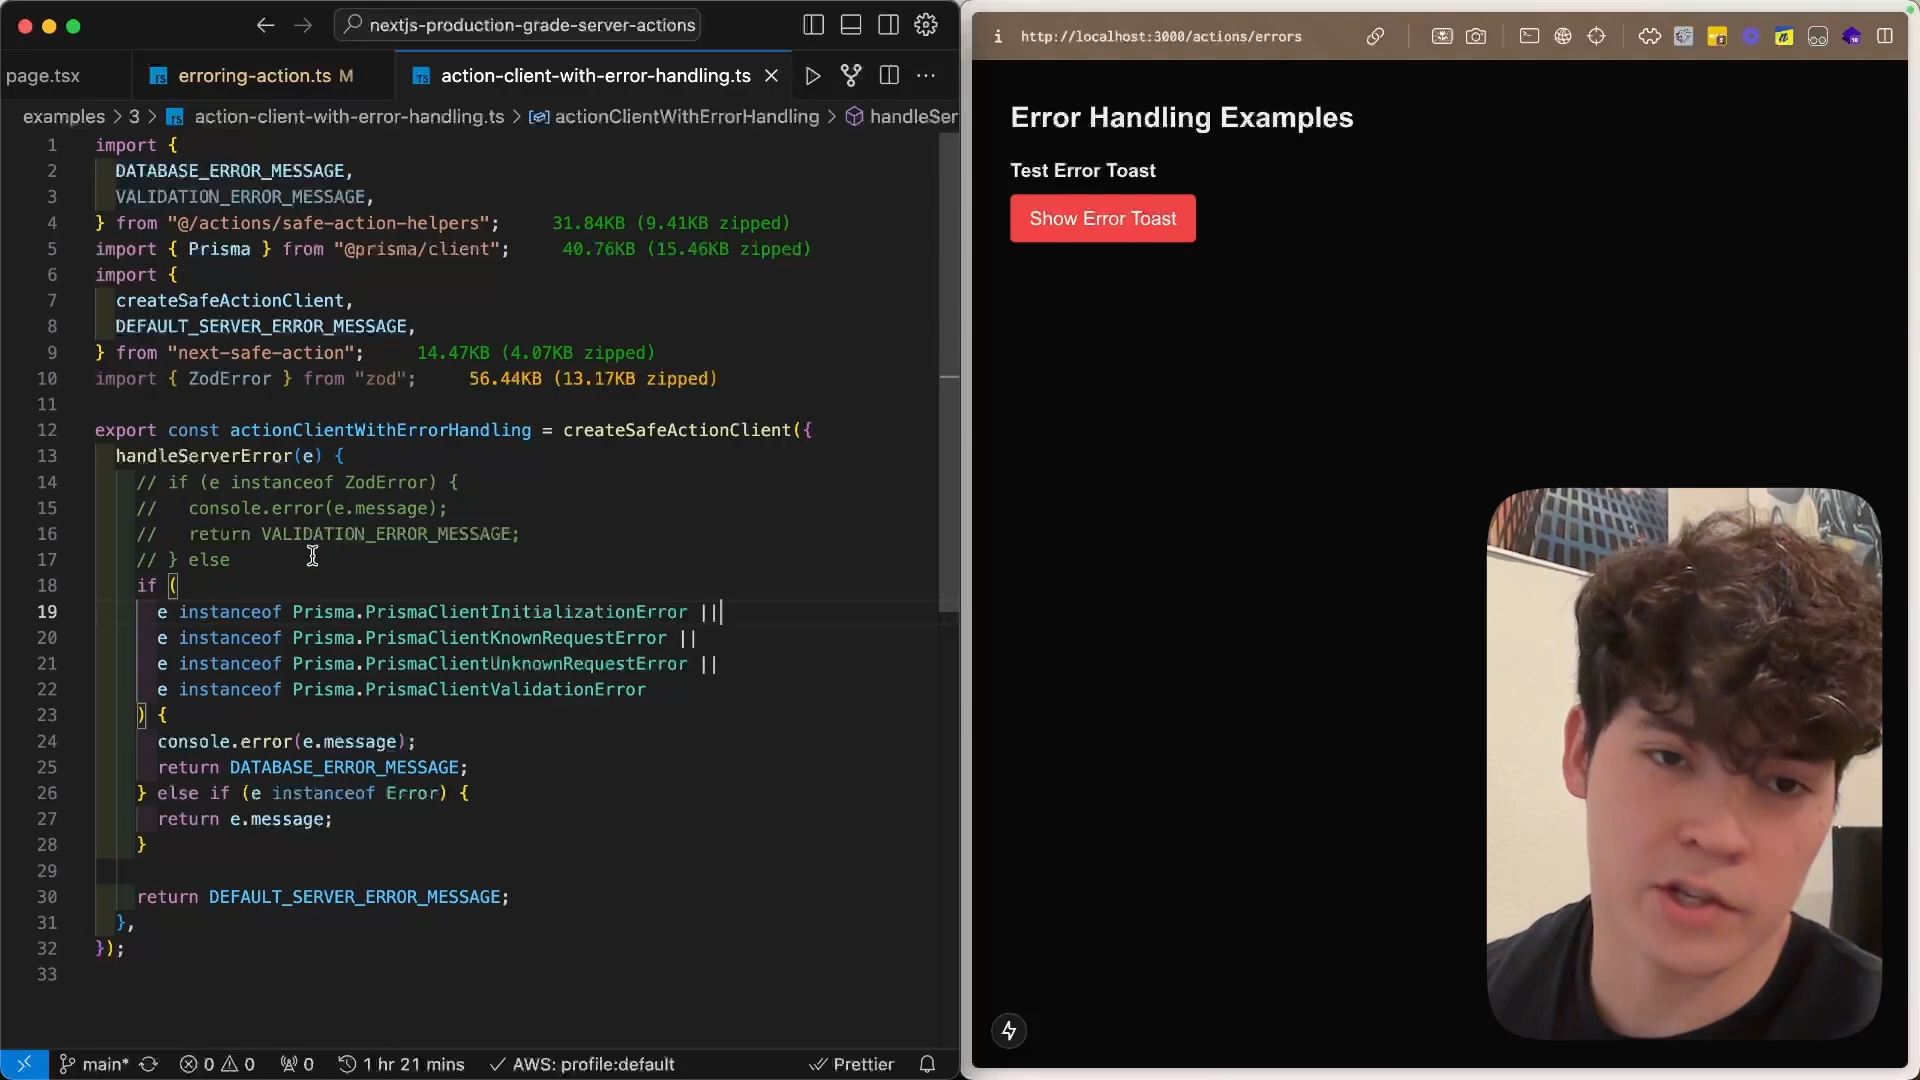 nextjs-production-grade-server-actions
page.tsx
TS erroring-action.ts M
TS action-client-with-error-handling.ts
examples > 3 > TS action-client-with-error-handling.ts > actionClientWithErrorHandling > handleSer
1 import {
2 DATABASE_ERROR_MESSAGE,
3 VALIDATION_ERROR_MESSAGE,
4 } from "@/actions/safe-action-helpers"; 31.84KB (9.41KB zipped)
5 import { Prisma } from "@prisma/client"; 40.76KB (15.46KB zipped)
6 import {
7 createSafeActionClient,
8 DEFAULT_SERVER_ERROR_MESSAGE,
9 } from "next-safe-action"; 14.47KB (4.07KB zipped)
10 import { ZodError } from "zod"; 56.44KB (13.17KB zipped)
11
12 export const actionClientWithErrorHandling = createSafeActionClient({
13 handleServerError(e) {
14 // if (e instanceof ZodError) {
15 // console.error(e.message);
16 // return VALIDATION_ERROR_MESSAGE;
17 // } else
18 if (
19 e instanceof Prisma.PrismaClientInitializationError ||
20 e instanceof Prisma.PrismaClientKnownRequestError ||
21 e instanceof Prisma.PrismaClientUnknownRequestError ||
22 e instanceof Prisma.PrismaClientValidationError
23 ) {
24 console.error(e.message);
25 return DATABASE_ERROR_MESSAGE;
26 } else if (e instanceof Error) {
27 return e.message;
28 }
29
30 return DEFAULT_SERVER_ERROR_MESSAGE;
31 },
32 });
33
main* 0 0 0 1 hr 21 mins AWS: profile:default Prettier
http://localhost:3000/actions/errors
Error Handling Examples
Test Error Toast
Show Error Toast